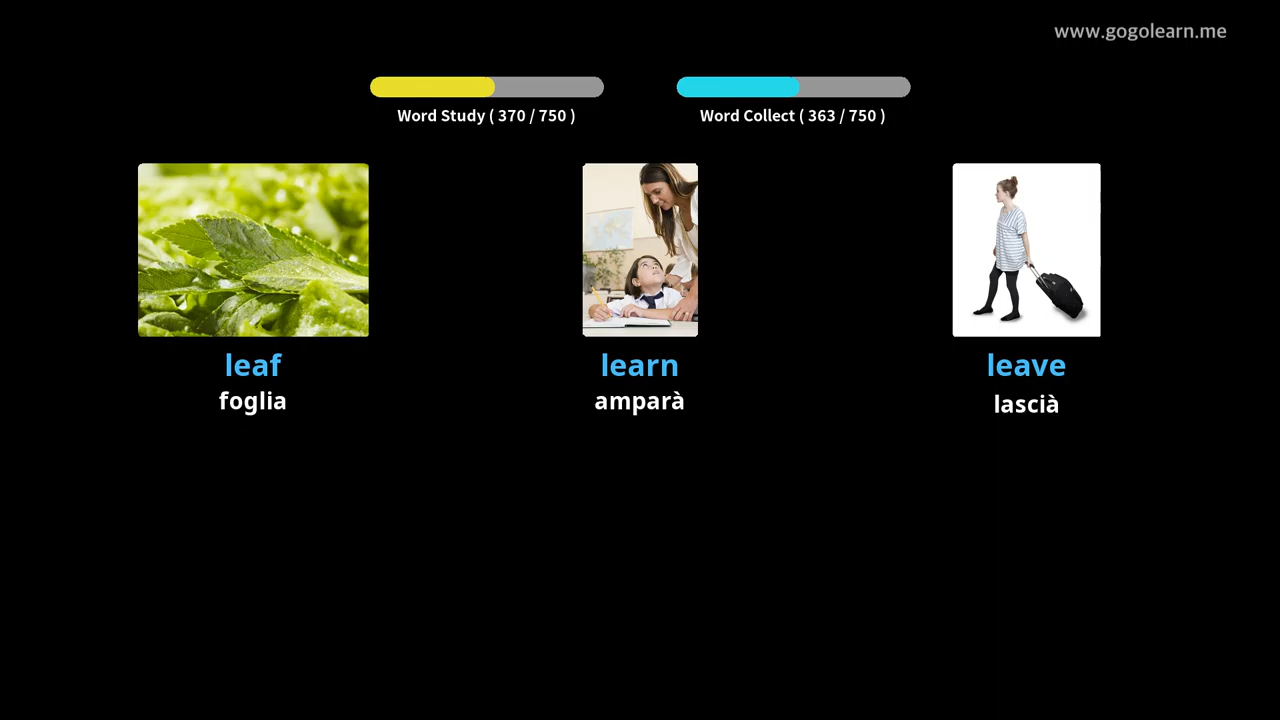 www.gogolearn.me
Word Study ( 370 / 750 )
Word Collect ( 363 / 750 )
leaf
foglia
learn
amparà
leave
lascià